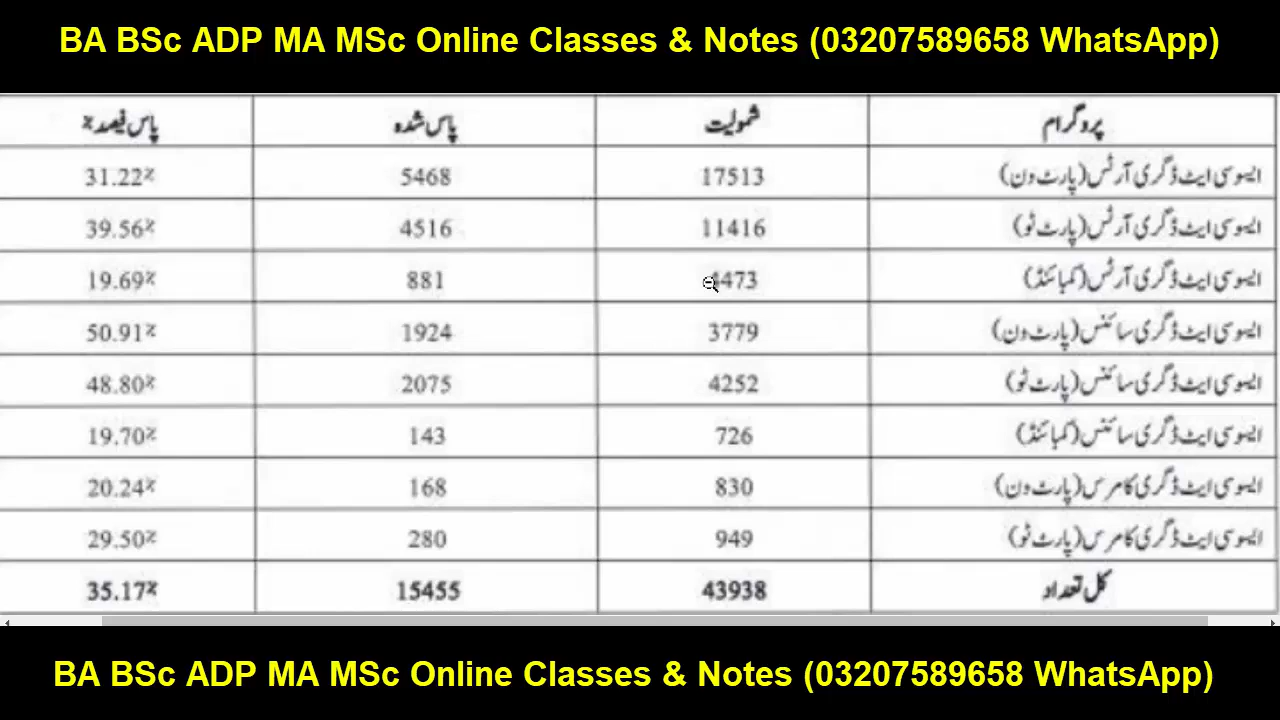 BA BSc ADP MA MSc Online Classes & Notes (03207589658 WhatsApp)
پروگرام شمولیت پاس شدہ پاس فیصد %
ایسوسی ایٹ ڈگری آرٹس (پارٹ ون) 17513 5468 31.22%
ایسوسی ایٹ ڈگری آرٹس (پارٹ ٹو) 11416 4516 39.56%
ایسوسی ایٹ ڈگری آرٹس (کمبائنڈ) 4473 881 19.69%
ایسوسی ایٹ ڈگری سائنس (پارٹ ون) 3779 1924 50.91%
ایسوسی ایٹ ڈگری سائنس (پارٹ ٹو) 4252 2075 48.80%
ایسوسی ایٹ ڈگری سائنس (کمبائنڈ) 726 143 19.70%
ایسوسی ایٹ ڈگری کامرس (پارٹ ون) 830 168 20.24%
ایسوسی ایٹ ڈگری کامرس (پارٹ ٹو) 949 280 29.50%
کل تعداد 43938 15455 35.17%
BA BSc ADP MA MSc Online Classes & Notes (03207589658 WhatsApp)